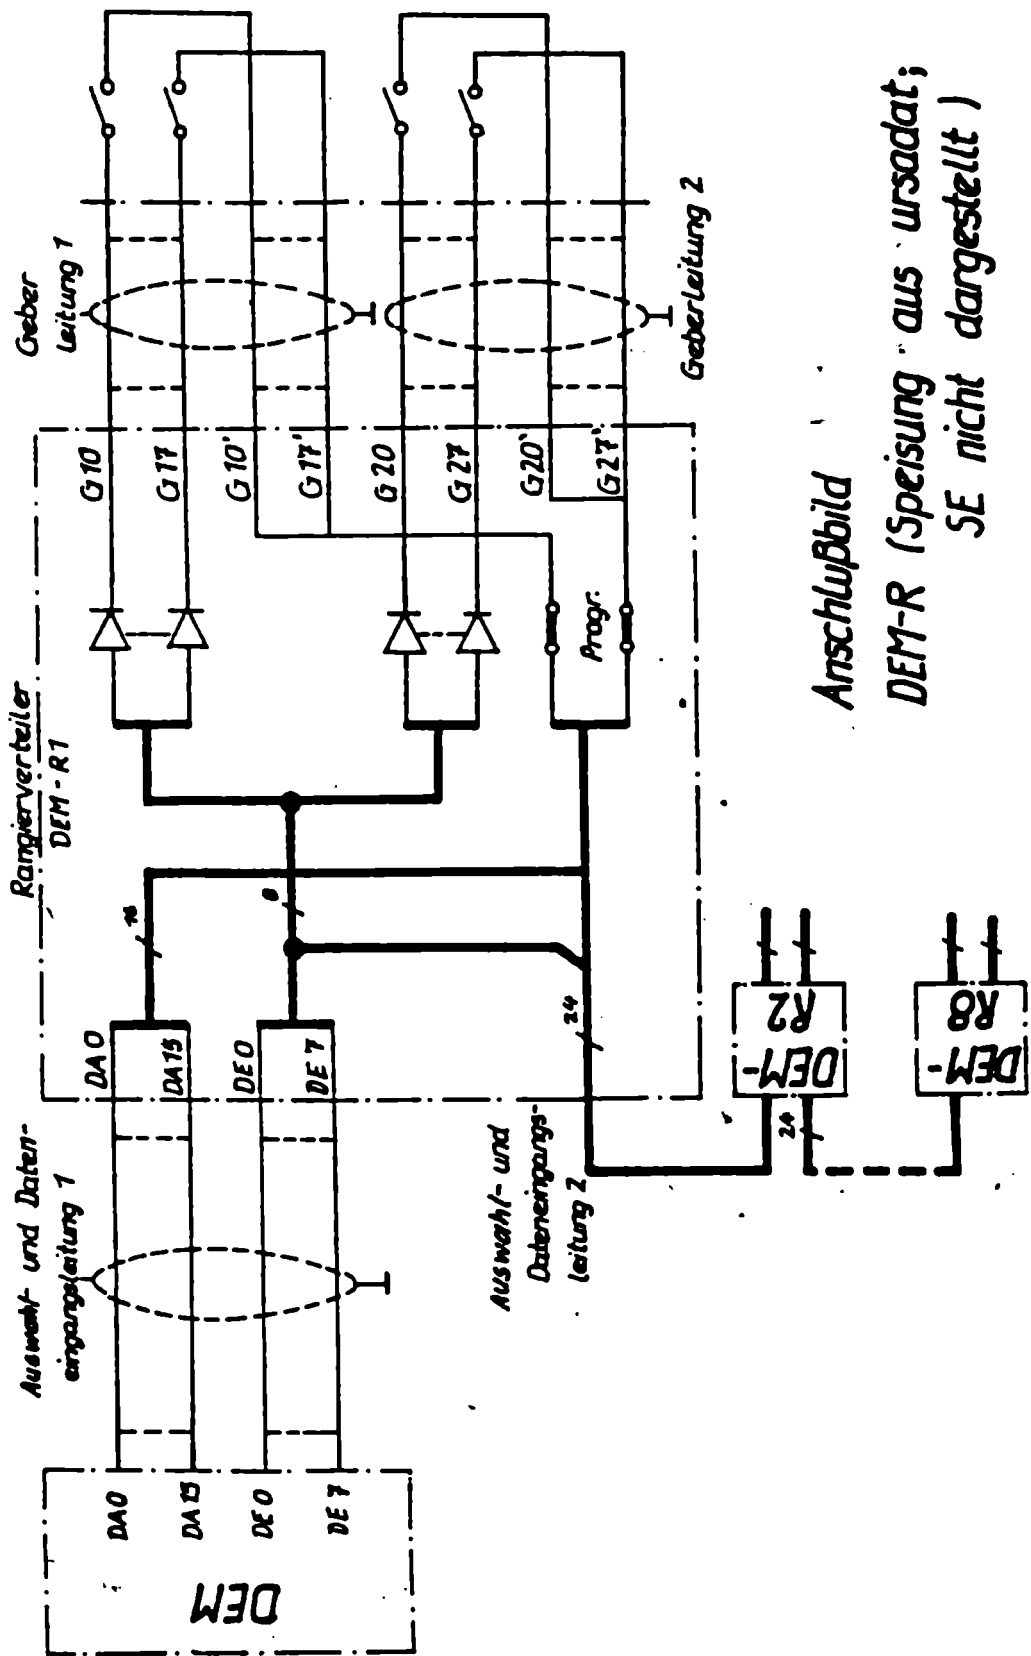 Rangierverteiler
DEM-R1
Geber
Leitung 1
Auswahl- und Daten-
eingangsleitung 1
DEM
DA0
DA15
DE0
DE7
DA0
DA15
DE0
DE7
16
8
24
G10
G17
G10'
G17'
G20
G27
G20'
G27'
Progr.
Geberleitung 2
Auswahl- und
Dateneingangs-
leitung 2
DEM-
R2
24
DEM-
R8
Anschlußbild
DEM-R (Speisung aus ursadat;
SE nicht dargestellt)